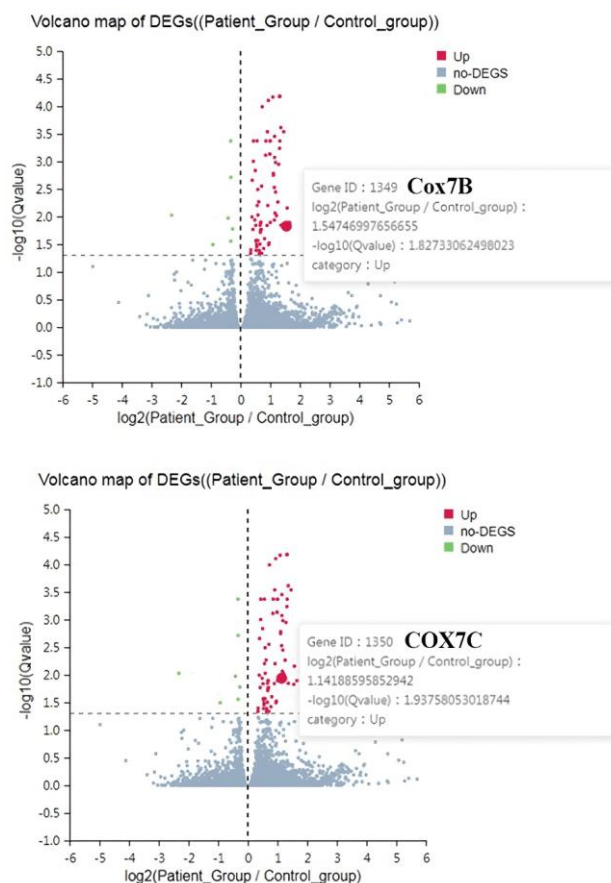 Volcano map of DEGs((Patient_Group / Control_group))
5.0
4.5
4.0
3.5
3.0
2.5
2.0
1.5
1.0
0.5
0.0
-0.5
-1.0
-log10(Qvalue)
-6 -5 -4 -3 -2 -1 0 1 2 3 4 5 6
log2(Patient_Group / Control_group)
Up
no-DEGS
Down
Gene ID : 1349 Cox7B
log2(Patient_Group / Control_group) :
1.54746997656655
-log10(Qvalue) : 1.82733062498023
category : Up
Volcano map of DEGs((Patient_Group / Control_group))
5.0
4.5
4.0
3.5
3.0
2.5
2.0
1.5
1.0
0.5
0.0
-0.5
-1.0
-log10(Qvalue)
-6 -5 -4 -3 -2 -1 0 1 2 3 4 5 6
log2(Patient_Group / Control_group)
Up
no-DEGS
Down
Gene ID : 1350 COX7C
log2(Patient_Group / Control_group) :
1.14188595852942
-log10(Qvalue) : 1.93758053018744
category : Up